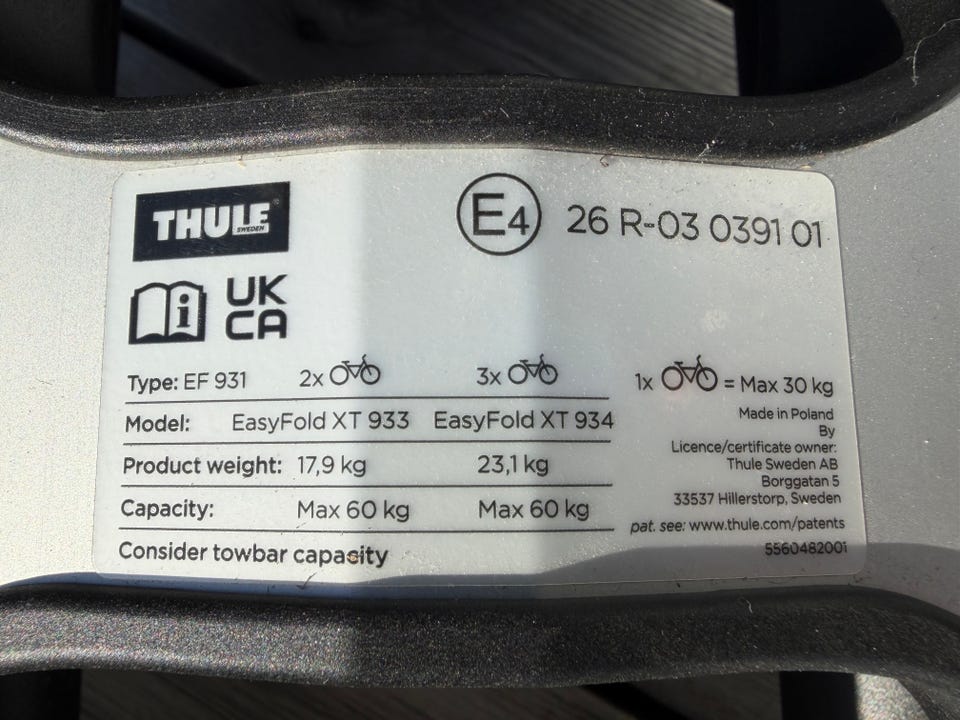 THULE
SWEDEN
E4 26 R-03 0391 01
UK
CA
Type: EF 931 2x 3x 1x = Max 30 kg
Model: EasyFold XT 933 EasyFold XT 934
Product weight: 17,9 kg 23,1 kg
Capacity: Max 60 kg Max 60 kg
Consider towbar capasity
Made in Poland
By
Licence/certificate owner:
Thule Sweden AB
Borggatan 5
33537 Hillerstorp, Sweden
pat. see: www.thule.com/patents
5560482001